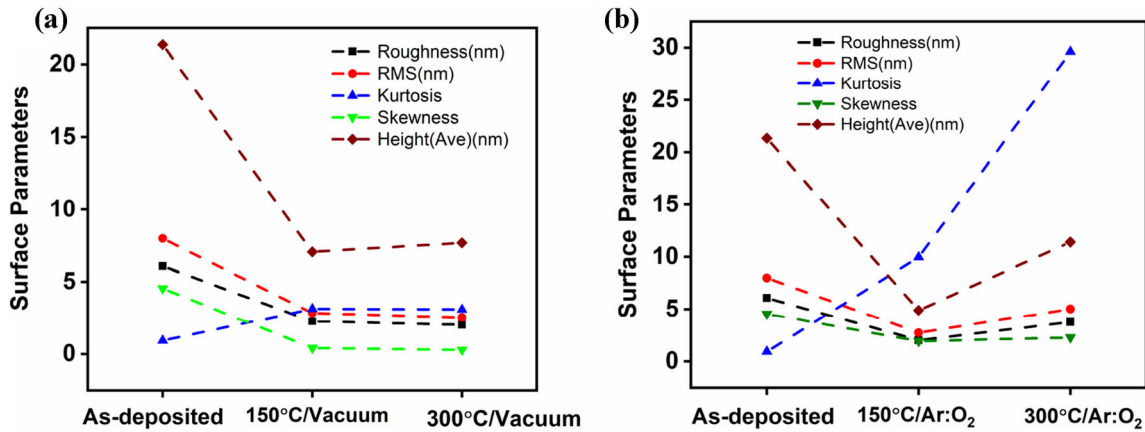 (a)
Surface Parameters
20
15
10
5
0
Roughness(nm)
RMS(nm)
Kurtosis
Skewness
Height(Ave)(nm)
As-deposited 150°C/Vacuum 300°C/Vacuum
(b)
Surface Parameters
30
25
20
15
10
5
0
Roughness(nm)
RMS(nm)
Kurtosis
Skewness
Height(Ave)(nm)
As-deposited 150°C/Ar:O₂ 300°C/Ar:O₂